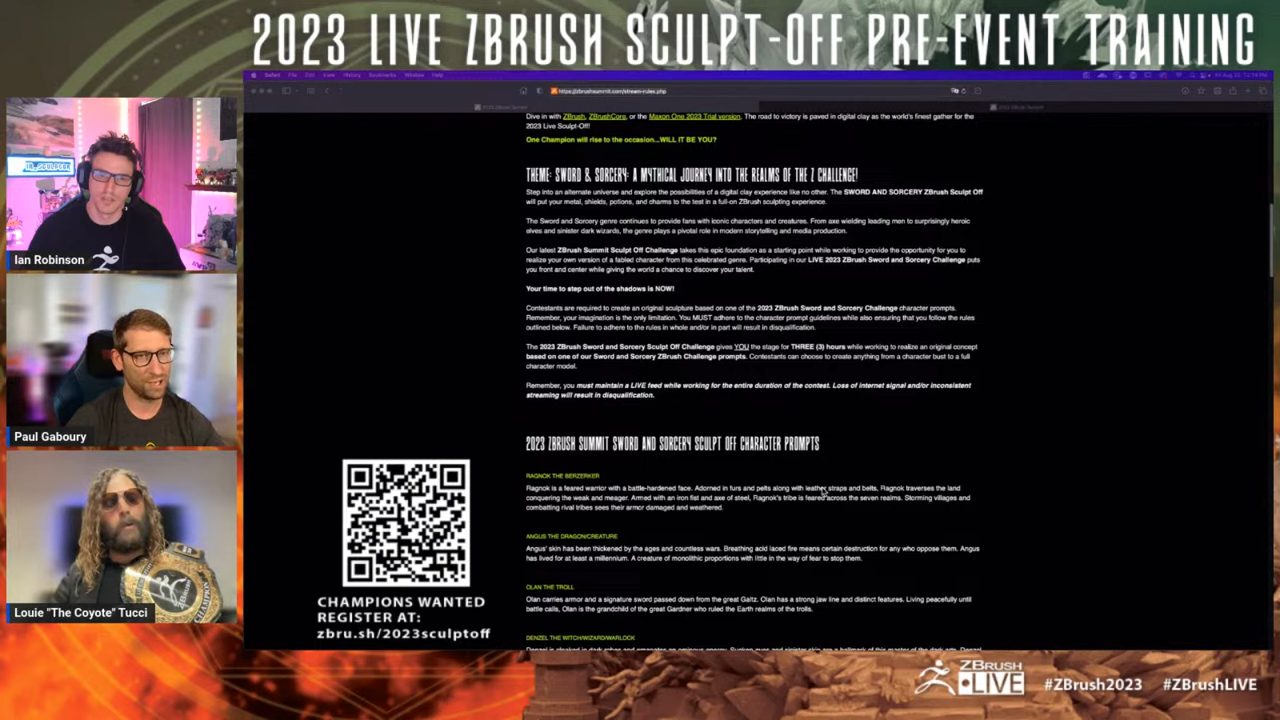 2023 LIVE ZBRUSH SCULPT-OFF PRE-EVENT TRAINING
Safari File Edit View History Bookmarks Window Help
https://zbrushsummit.com/stream-rules.php
Dive in with ZBrush, ZBrushCore, or the Maxon One 2023 Trial version. The road to victory is paved in digital clay as the world's finest gather for the
2023 Live Sculpt-Off!
One Champion will rise to the occasion...WILL IT BE YOU?
THEME: SWORD & SORCERY: A MYTHICAL JOURNEY INTO THE REALMS OF THE Z CHALLENGE!
Step into an alternate universe and explore the possibilities of a digital clay experience like no other. The SWORD AND SORCERY ZBrush Sculpt Off
will put your metal, shields, potions, and charms to the test in a full-on ZBrush sculpting experience.
The Sword and Sorcery genre continues to provide fans with iconic characters and creatures. From axe wielding leading men to surprisingly heroic
elves and sinister dark wizards, the genre plays a pivotal role in modern storytelling and media production.
Our latest ZBrush Summit Sculpt Off Challenge takes this epic foundation as a starting point while working to provide the opportunity for you to
realize your own version of a fabled character from this celebrated genre. Participating in our LIVE 2023 ZBrush Sword and Sorcery Challenge puts
you front and center while giving the world a chance to discover your talent.
Your time to step out of the shadows is NOW!
Contestants are required to create an original sculpture based on one of the 2023 ZBrush Sword and Sorcery Challenge character prompts.
Remember, your imagination is the only limitation. You MUST adhere to the character prompt guidelines while also ensuring that you follow the rules
outlined below. Failure to adhere to the rules in whole and/or in part will result in disqualification.
The 2023 ZBrush Sword and Sorcery Sculpt Off Challenge gives YOU the stage for THREE (3) hours while working to realize an original concept
based on one of our Sword and Sorcery ZBrush Challenge prompts. Contestants can choose to create anything from a character bust to a full
character model.
Remember, you must maintain a LIVE feed while working for the entire duration of the contest. Loss of internet signal and/or inconsistent
streaming will result in disqualification.
2023 ZBRUSH SUMMIT SWORD AND SORCERY SCULPT OFF CHARACTER PROMPTS
RAGNOK THE BERZERKER
Ragnok is a feared warrior with a battle-hardened face. Adorned in furs and pelts along with leather straps and belts, Ragnok traverses the land
conquering the weak and meager. Armed with an iron fist and axe of steel, Ragnok's tribe is feared across the seven realms. Storming villages and
combatting rival tribes sees their armor damaged and weathered.
ANGUS THE DRAGON/CREATURE
Angus' skin has been thickened by the ages and countless wars. Breathing acid laced fire means certain destruction for any who oppose them. Angus
has lived for at least a millennium. A creature of monolithic proportions with little in the way of fear to stop them.
OLAN THE TROLL
Olan carries armor and a signature sword passed down from the great Galtz. Olan has a strong jaw line and distinct features. Living peacefully until
battle calls, Olan is the grandchild of the great Gardner who ruled the Earth realms of the trolls.
DENZEL THE WITCH/WIZARD/WARLOCK
Ian Robinson
Paul Gaboury
Louie "The Coyote" Tucci
CHAMPIONS WANTED
REGISTER AT:
zbru.sh/2023sculptoff
ZBRUSH
LIVE
#ZBrush2023
#ZBrushLIVE